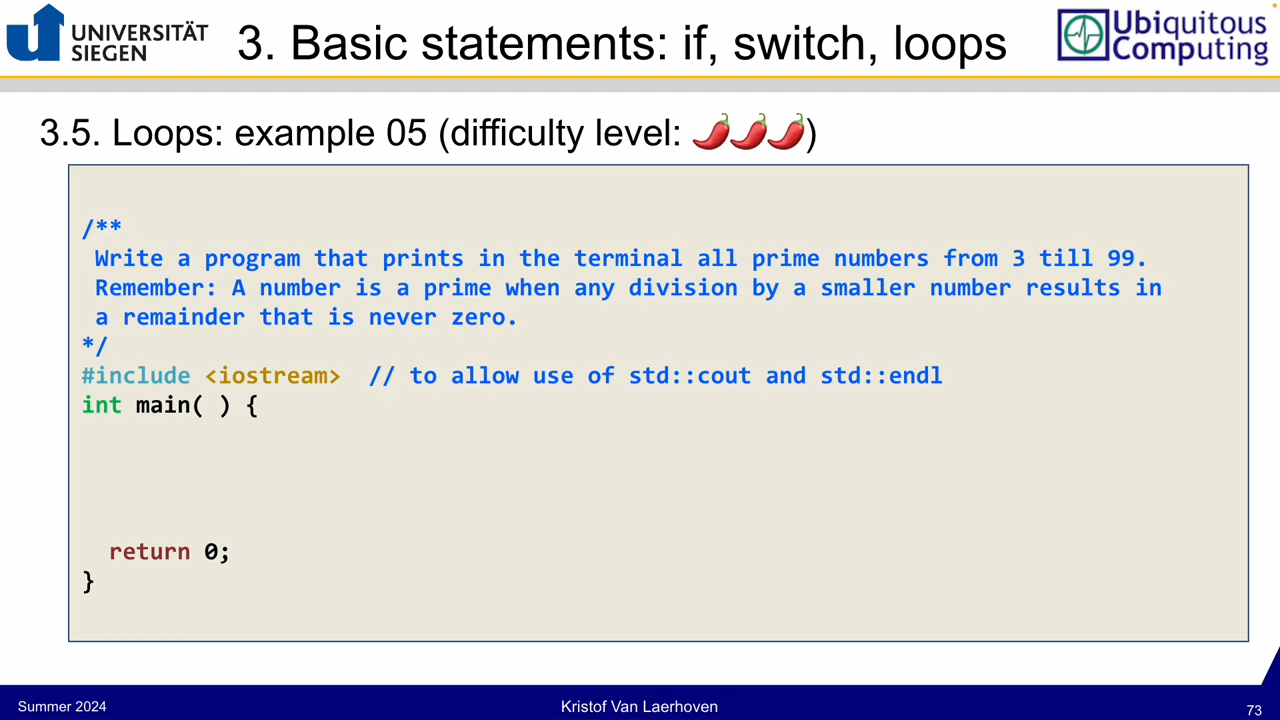 UNIVERSITÄT
SIEGEN
3. Basic statements: if, switch, loops
Ubiquitous
Computing
3.5. Loops: example 05 (difficulty level: 🌶️🌶️🌶️)
/**
 Write a program that prints in the terminal all prime numbers from 3 till 99.
 Remember: A number is a prime when any division by a smaller number results in
 a remainder that is never zero.
*/
#include <iostream>  // to allow use of std::cout and std::endl
int main( ) {
  return 0;
}
Summer 2024
Kristof Van Laerhoven
73